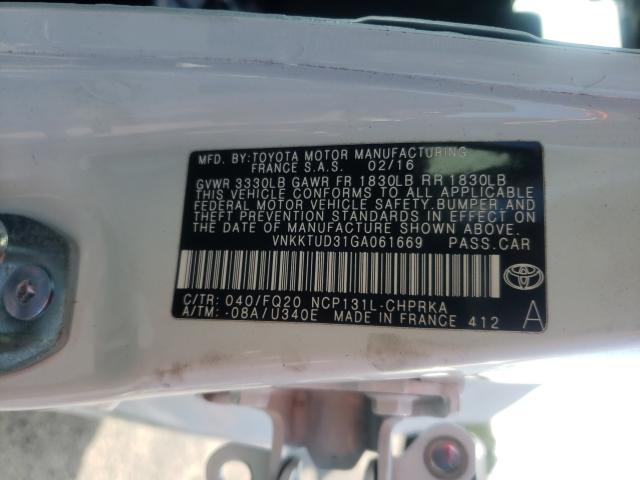 MFD. BY: TOYOTA MOTOR MANUFACTURING
FRANCE S.A.S. 02/16
GVWR 3330LB GAWR FR 1830LB RR 1830LB
THIS VEHICLE CONFORMS TO ALL APPLICABLE
FEDERAL MOTOR VEHICLE SAFETY, BUMPER, AND
THEFT PREVENTION STANDARDS IN EFFECT ON
THE DATE OF MANUFACTURE SHOWN ABOVE.
VNKKTUD31GA061669 PASS.CAR
C/TR: 040/FQ20 NCP131L-CHPRKA
A/TM: -08A/U340E MADE IN FRANCE 412
A